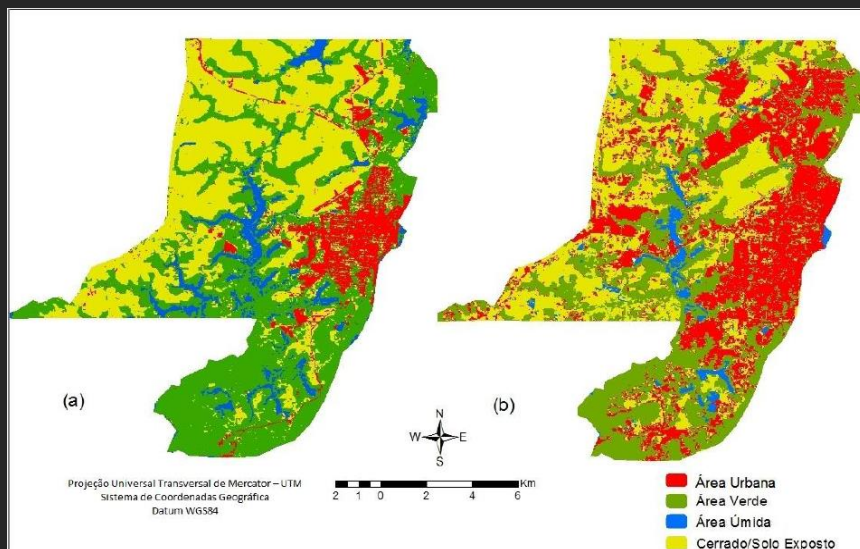 (a)
(b)
N
W E
S
Projeção Universal Transversal de Mercator – UTM
Sistema de Coordenadas Geográfica
Datum WGS84
Km
2 1 0 2 4 6
Área Urbana
Área Verde
Área Úmida
Cerrado/Solo Exposto